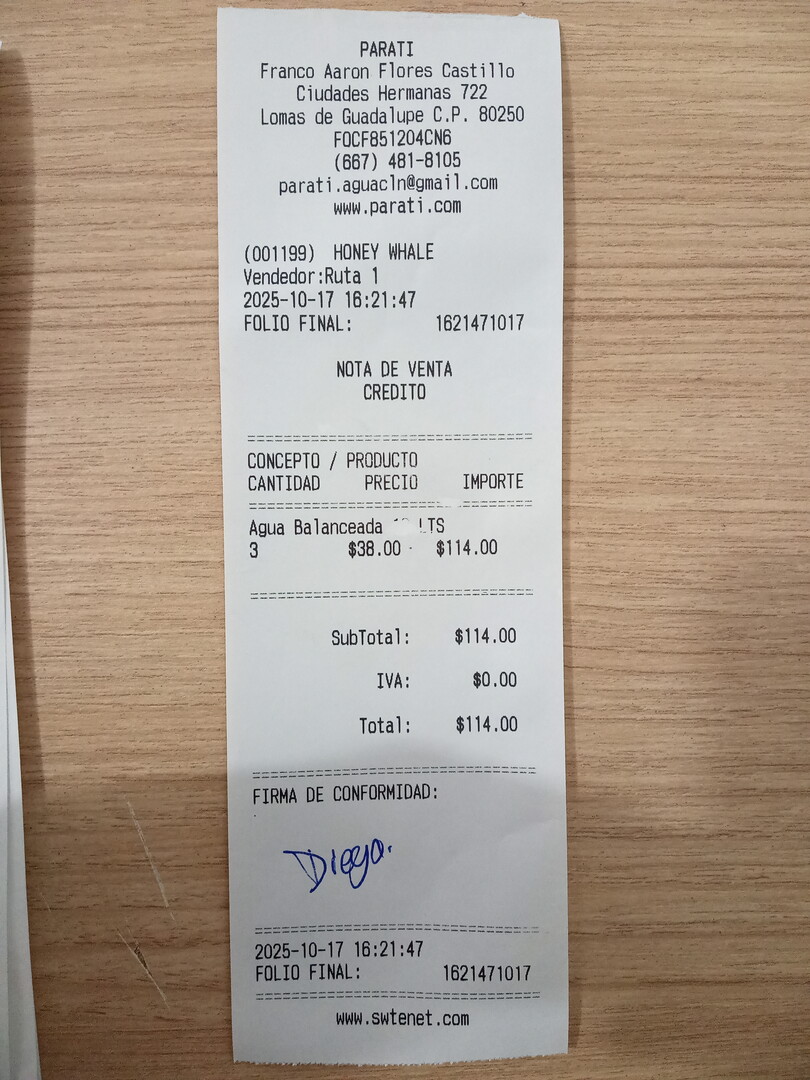 PARATI
Franco Aaron Flores Castillo
Ciudades Hermanas 722
Lomas de Guadalupe C.P. 80250
FOCF851204CN6
(667) 481-8105
parati.aguacln@gmail.com
www.parati.com
(001199) HONEY WHALE
Vendedor:Ruta 1
2025-10-17 16:21:47
FOLIO FINAL: 1621471017
NOTA DE VENTA
CREDITO
CONCEPTO / PRODUCTO
CANTIDAD PRECIO IMPORTE
Agua Balanceada LTS
3 $38.00 $114.00
SubTotal: $114.00
IVA: $0.00
Total: $114.00
FIRMA DE CONFORMIDAD:
Diego.
2025-10-17 16:21:47
FOLIO FINAL: 1621471017
www.swtenet.com